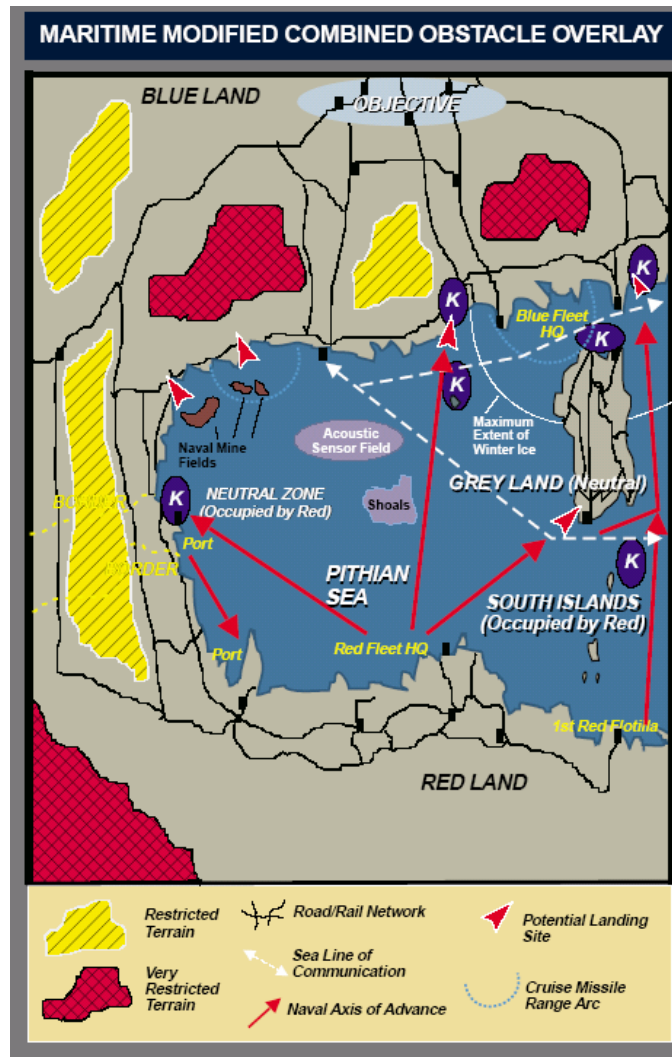 MARITIME MODIFIED COMBINED OBSTACLE OVERLAY
BLUE LAND
OBJECTIVE
K
K
Blue Fleet
HQ
K
K
Maximum
Extent of
Winter Ice
Naval Mine
Fields
Acoustic
Sensor Field
GREY LAND (Neutral)
K
NEUTRAL ZONE
(Occupied by Red)
Shoals
BORDER
Port
BORDER
K
PITHIAN
SEA
SOUTH ISLANDS
(Occupied by Red)
Port
Red Fleet HQ
1st Red Flotilla
RED LAND
Restricted
Terrain
Road/Rail Network
Potential Landing
Site
Sea Line of
Communication
Very
Restricted
Terrain
Naval Axis of Advance
Cruise Missile
Range Arc